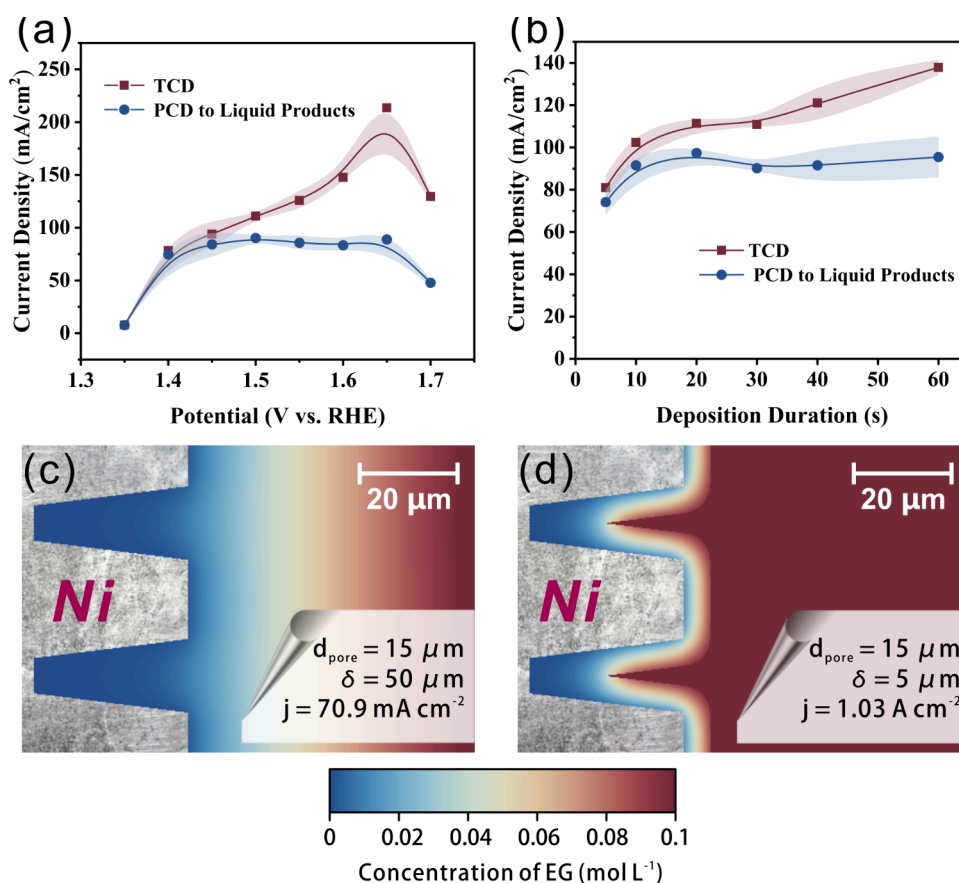 (a)
250
200
150
100
50
0
1.3
1.4
1.5
1.6
1.7
Current Density (mA/cm²)
Potential (V vs. RHE)
TCD
PCD to Liquid Products
(b)
140
120
100
80
60
40
20
0
0
10
20
30
40
50
60
Current Density (mA/cm²)
Deposition Duration (s)
TCD
PCD to Liquid Products
(c)
20 μm
Ni
d_pore = 15 μm
δ = 50 μm
j = 70.9 mA cm⁻²
(d)
20 μm
Ni
d_pore = 15 μm
δ = 5 μm
j = 1.03 A cm⁻²
0
0.02
0.04
0.06
0.08
0.1
Concentration of EG (mol L⁻¹)